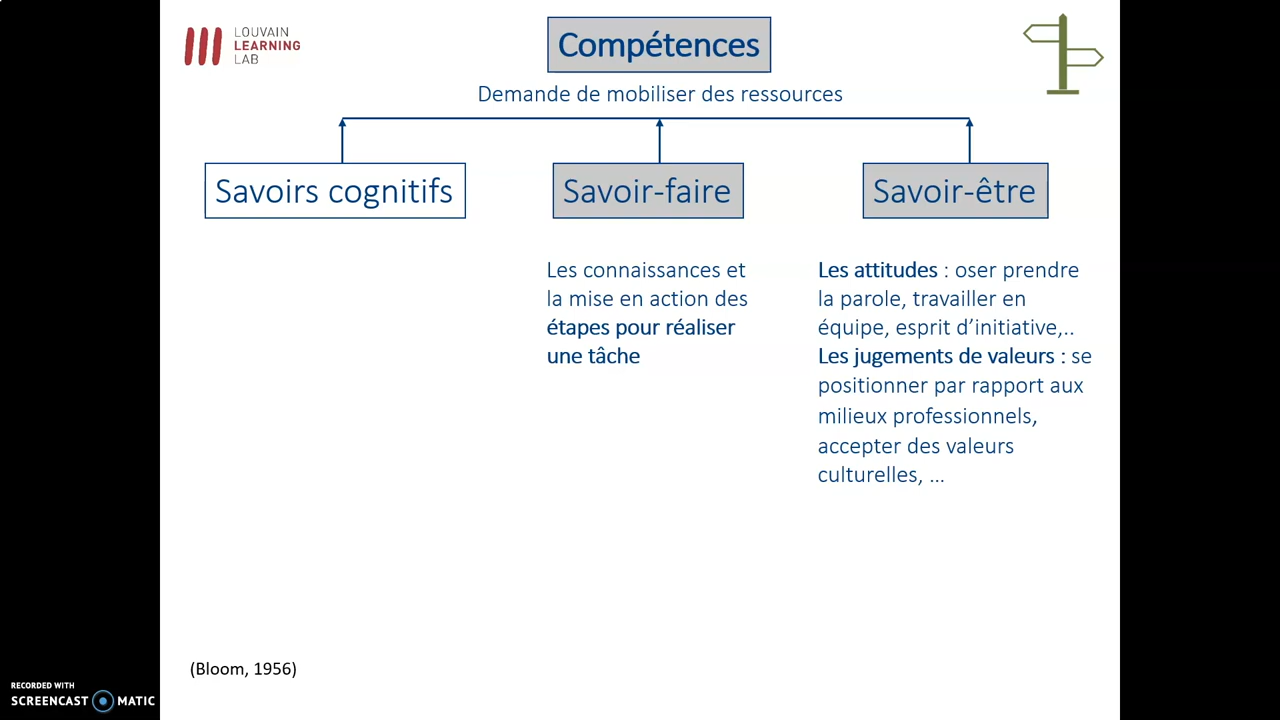 LOUVAIN
LEARNING
LAB
Compétences
Demande de mobiliser des ressources
Savoirs cognitifs
Savoir-faire
Savoir-être
Les connaissances et
la mise en action des
étapes pour réaliser
une tâche
Les attitudes : oser prendre
la parole, travailler en
équipe, esprit d’initiative,..
Les jugements de valeurs : se
positionner par rapport aux
milieux professionnels,
accepter des valeurs
culturelles, …
(Bloom, 1956)
RECORDED WITH
SCREENCAST MATIC